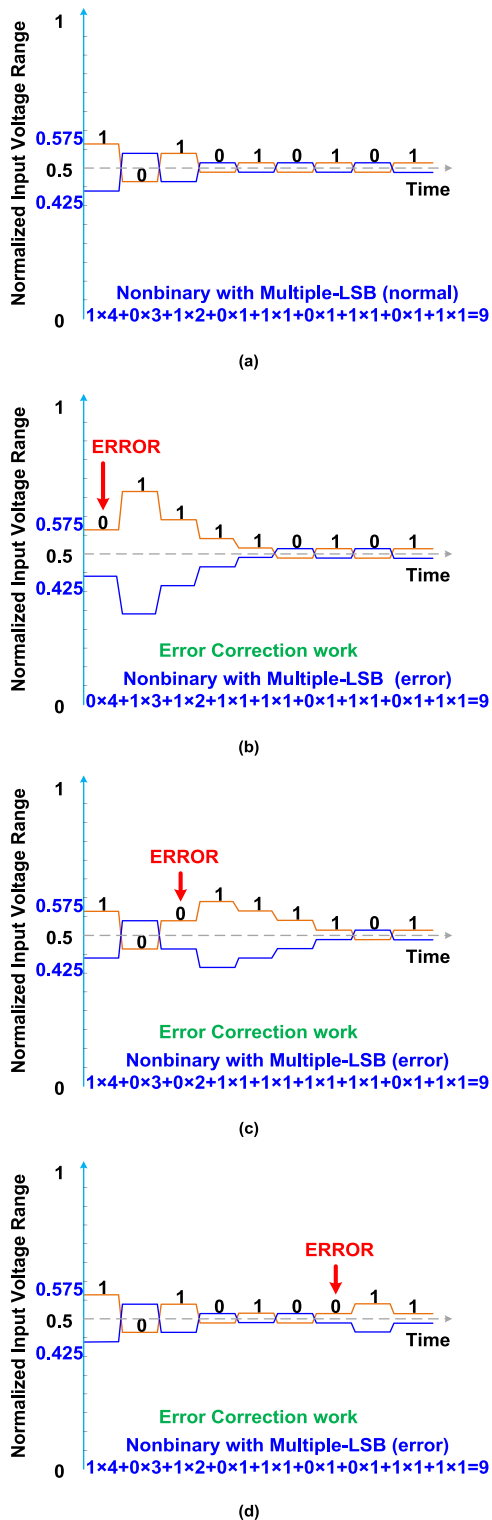 Normalized Input Voltage Range
1
0.575
0.5
0.425
0
1
0
1
0
1
0
1
0
1
Time
Nonbinary with Multiple-LSB (normal)
1×4+0×3+1×2+0×1+1×1+0×1+1×1+0×1+1×1=9
(a)
Normalized Input Voltage Range
1
0.575
0.5
0.425
0
ERROR
0
1
1
1
1
0
1
0
1
Time
Error Correction work
Nonbinary with Multiple-LSB (error)
0×4+1×3+1×2+1×1+1×1+0×1+1×1+0×1+1×1=9
(b)
Normalized Input Voltage Range
1
0.575
0.5
0.425
0
ERROR
1
0
0
1
1
1
1
0
1
Time
Error Correction work
Nonbinary with Multiple-LSB (error)
1×4+0×3+0×2+1×1+1×1+1×1+1×1+0×1+1×1=9
(c)
Normalized Input Voltage Range
1
0.575
0.5
0.425
0
ERROR
1
0
1
0
1
0
0
1
1
Time
Error Correction work
Nonbinary with Multiple-LSB (error)
1×4+0×3+1×2+0×1+1×1+0×1+0×1+1×1+1×1=9
(d)